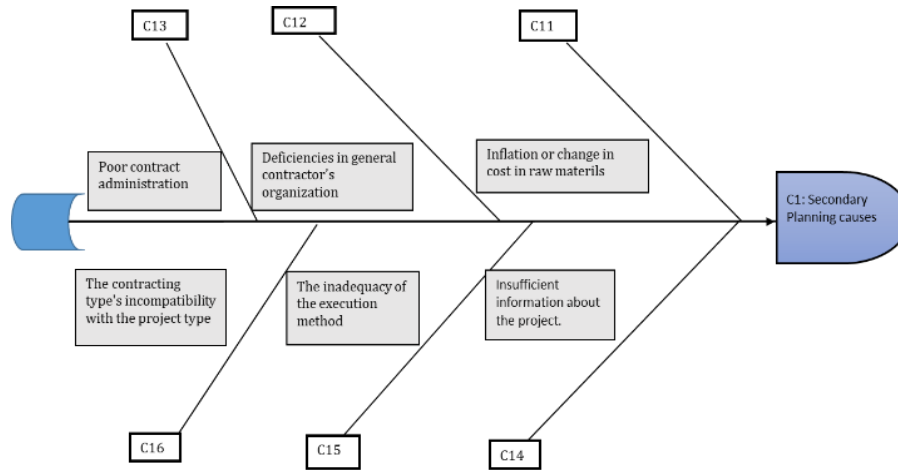 C13
C12
C11
Poor contract
administration
Deficiencies in general
contractor's
organization
Inflation or change in
cost in raw materils
C1: Secondary
Planning causes
The contracting
type's incompatibility
with the project type
The inadequacy of
the execution
method
Insufficient
information about
the project.
C16
C15
C14